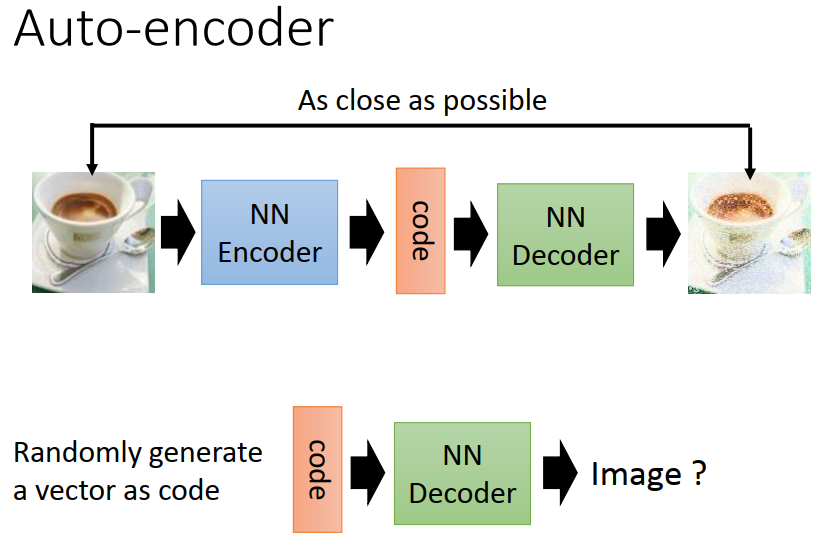 Auto-encoder
As close as possible
NN
Encoder
code
NN
Decoder
Randomly generate
a vector as code
code
NN
Decoder
Image ?